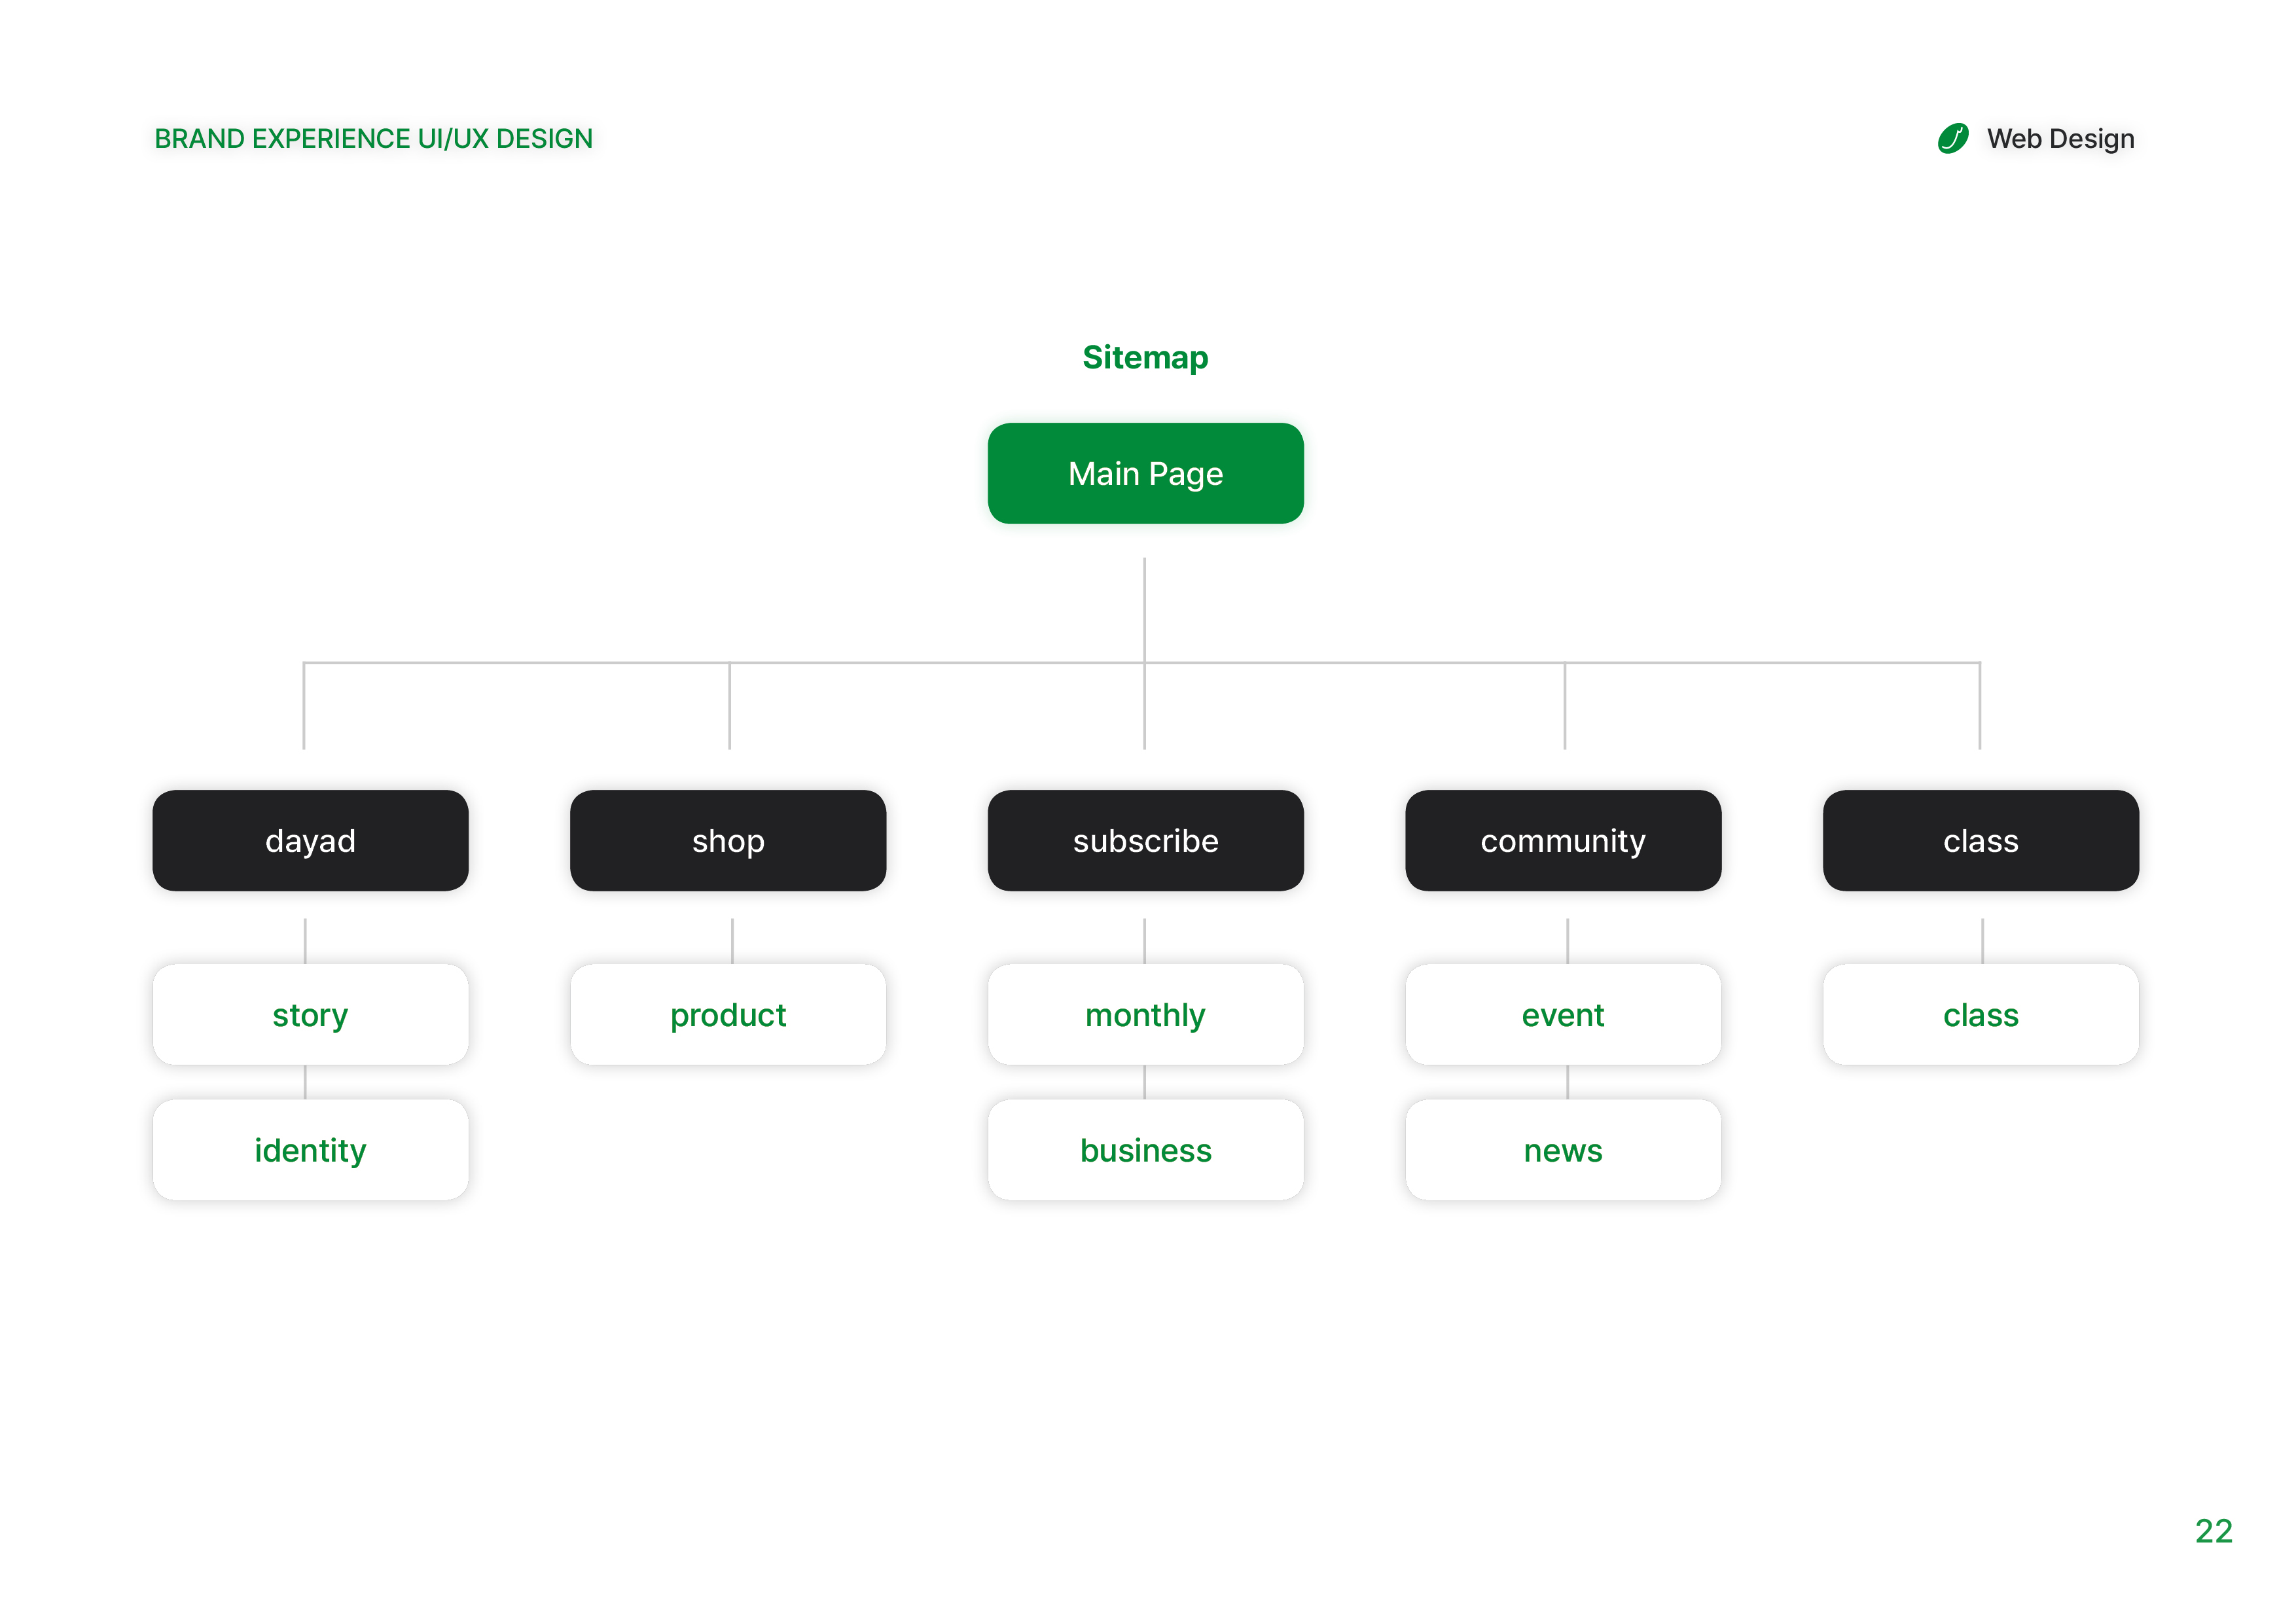 BRAND EXPERIENCE UI/UX DESIGN
Web Design
Sitemap
Main Page
dayad
shop
subscribe
community
class
story
product
monthly
event
class
identity
business
news
22